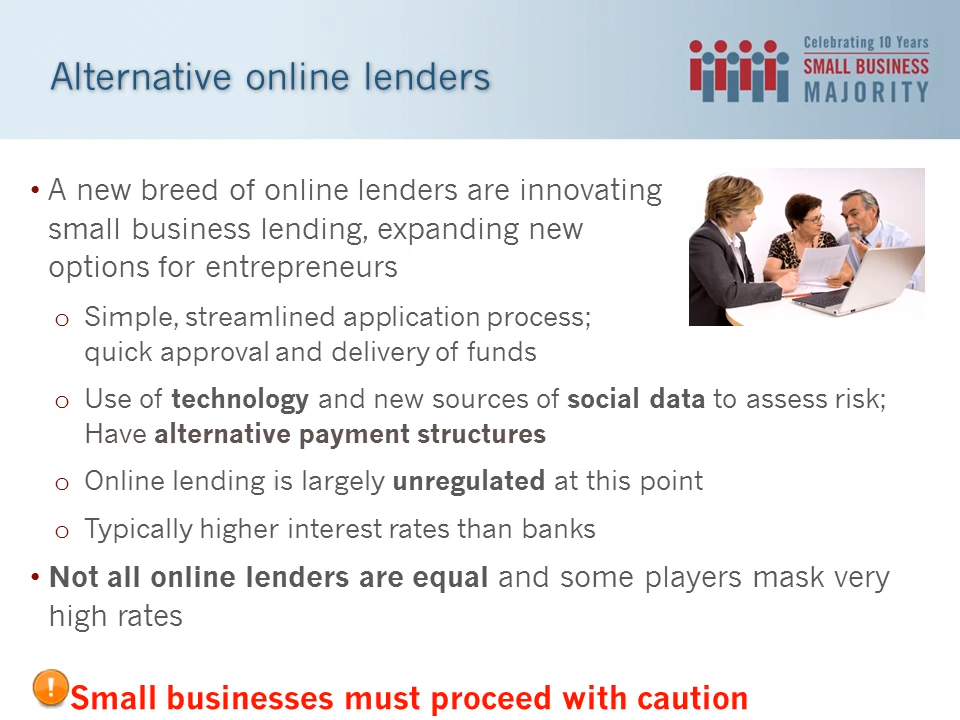 Alternative online lenders
Celebrating 10 Years
SMALL BUSINESS
MAJORITY
• A new breed of online lenders are innovating
small business lending, expanding new
options for entrepreneurs
o Simple, streamlined application process;
quick approval and delivery of funds
o Use of technology and new sources of social data to assess risk;
Have alternative payment structures
o Online lending is largely unregulated at this point
o Typically higher interest rates than banks
• Not all online lenders are equal and some players mask very
high rates
! Small businesses must proceed with caution